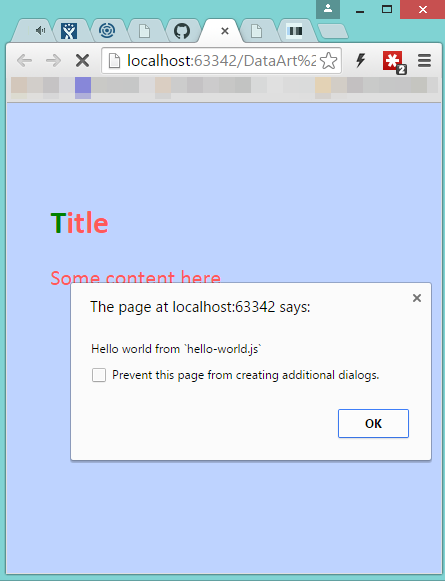 localhost:63342/DataArt%2
2
Title
Some content here
The page at localhost:63342 says:
Hello world from `hello-world.js`
Prevent this page from creating additional dialogs.
OK